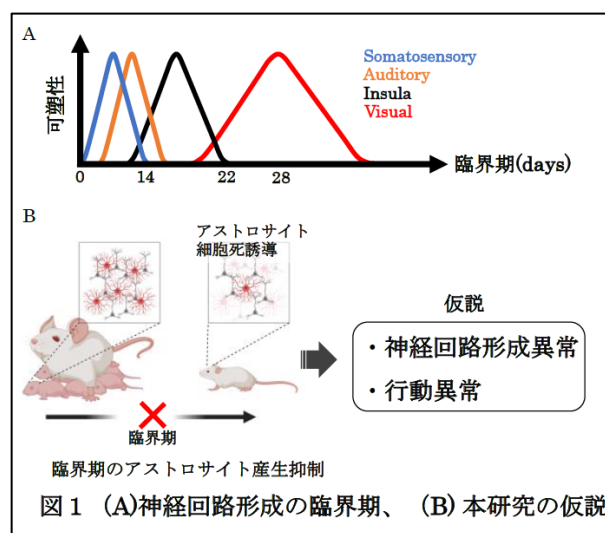 A
可塑性
Somatosensory
Auditory
Insula
Visual
0 14 22 28
臨界期(days)
B
アストロサイト
細胞死誘導
仮説
・神経回路形成異常
・行動異常
臨界期
臨界期のアストロサイト産生抑制
図1 (A)神経回路形成の臨界期、 (B) 本研究の仮説